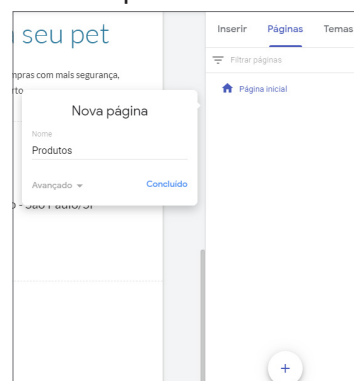 seu pet
Inserir Páginas Temas
mpras com mais segurança,
Filtrar páginas
Página inicial
Nova página
Nome
Produtos
Avançado
Concluído
- São Paulo/SP